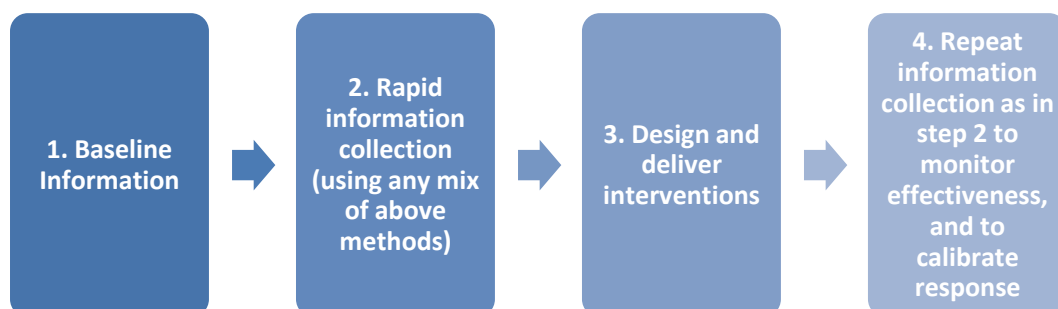 1. Baseline
Information
2. Rapid
information
collection
(using any mix
of above
methods)
3. Design and
deliver
interventions
4. Repeat
information
collection as in
step 2 to
monitor
effectiveness,
and to
calibrate
response